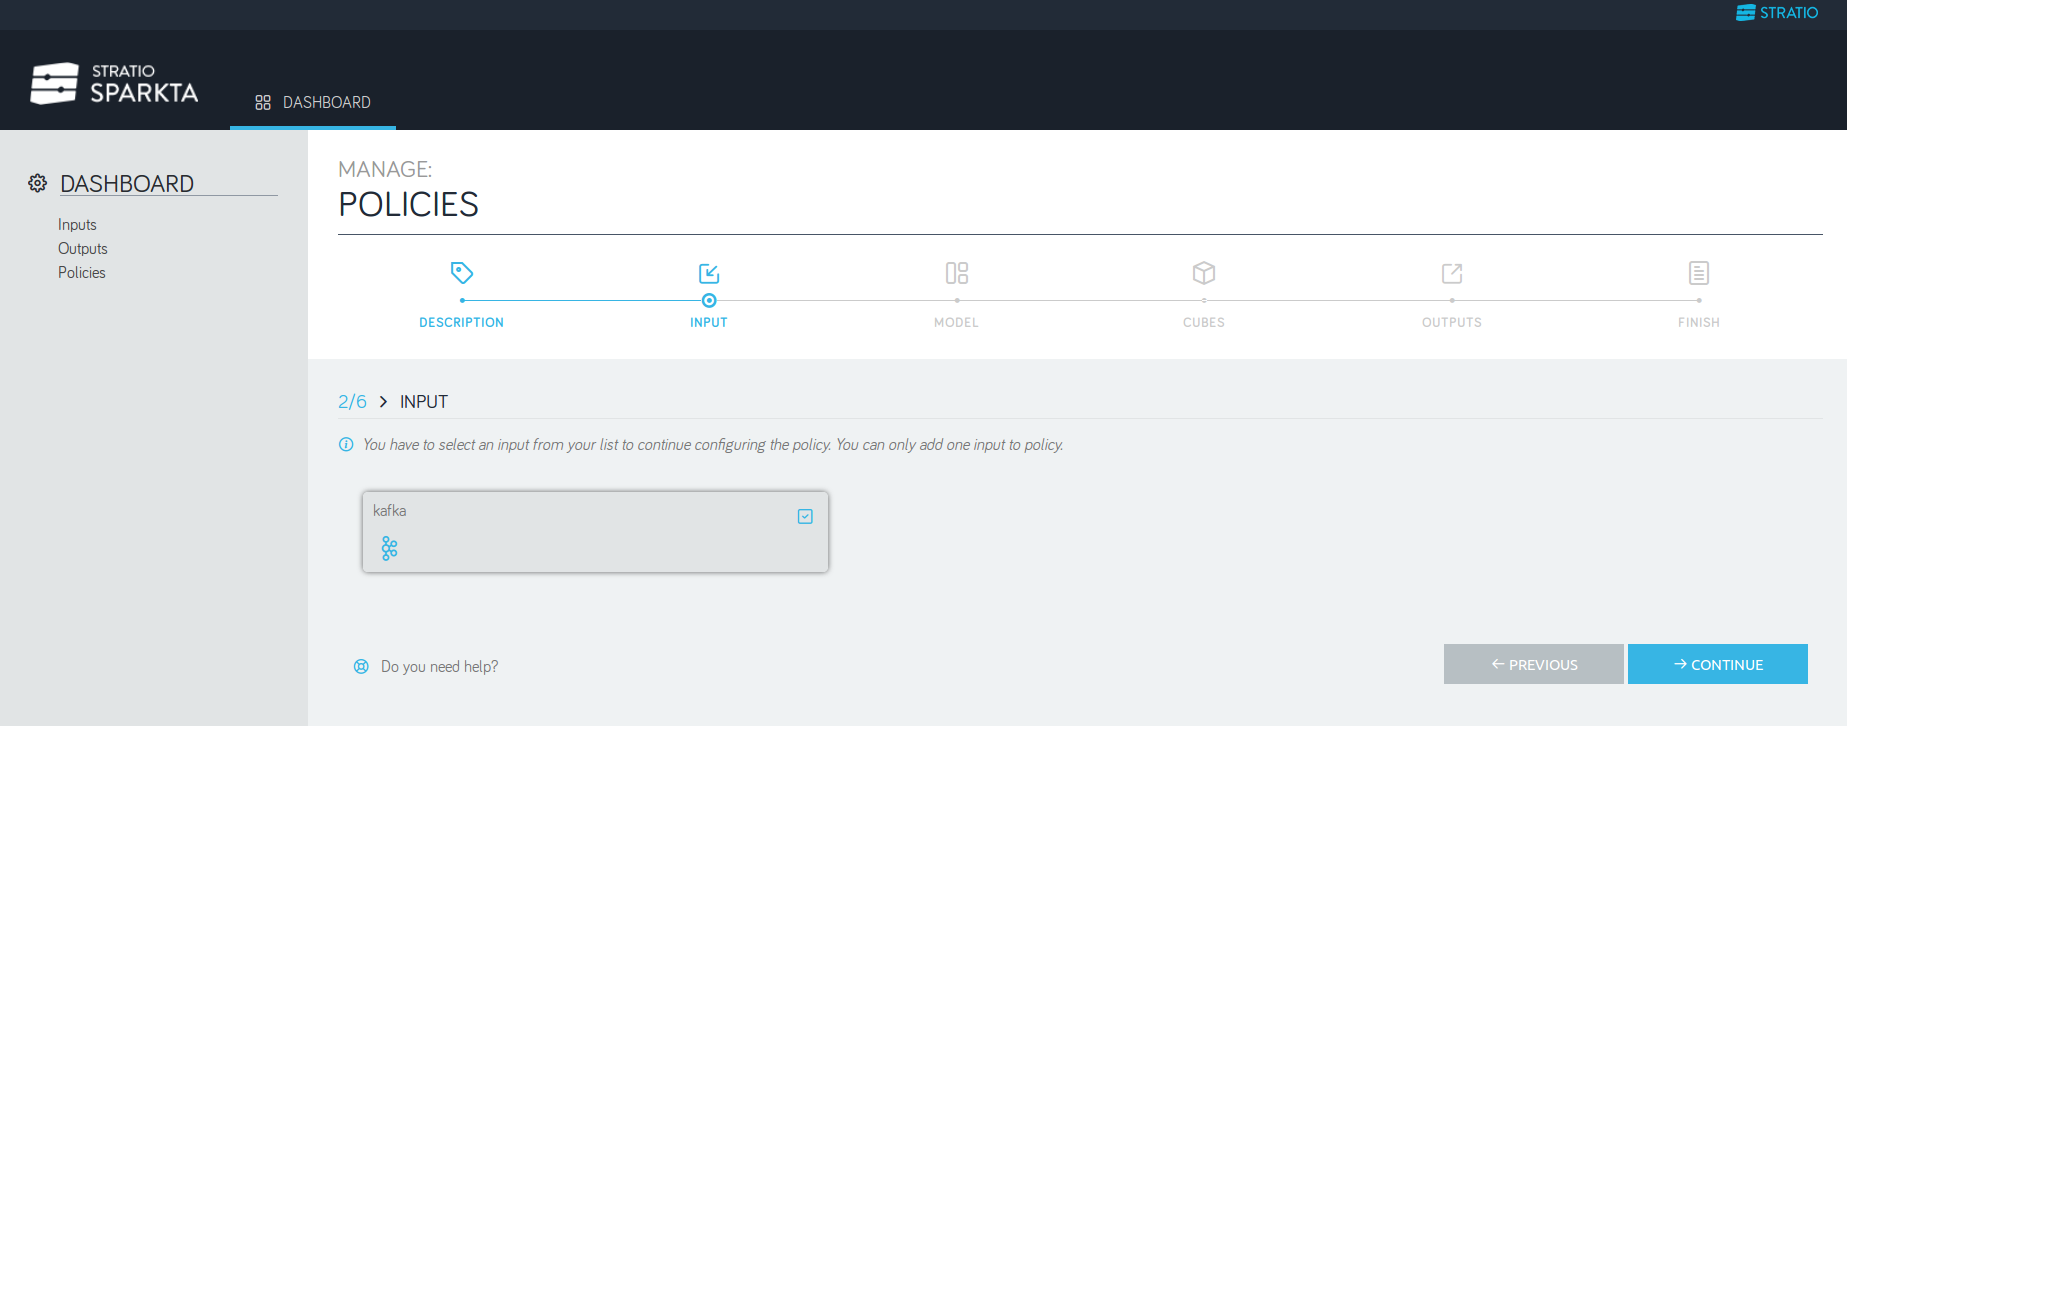 STRATIO
STRATIO
SPARKTA
DASHBOARD
DASHBOARD
Inputs
Outputs
Policies
MANAGE:
POLICIES
DESCRIPTION
INPUT
MODEL
CUBES
OUTPUTS
FINISH
2/6 > INPUT
You have to select an input from your list to continue configuring the policy. You can only add one input to policy.
kafka
Do you need help?
← PREVIOUS
→ CONTINUE